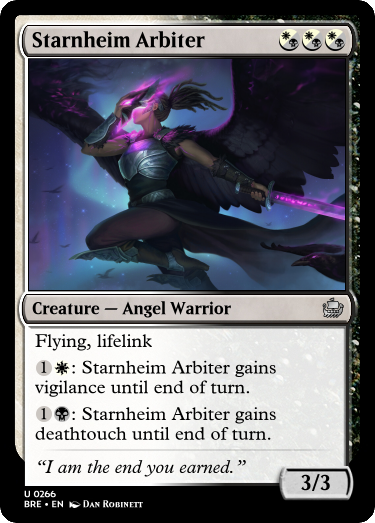 Starnheim Arbiter
Creature — Angel Warrior
Flying, lifelink
1 : Starnheim Arbiter gains
vigilance until end of turn.
1 : Starnheim Arbiter gains
deathtouch until end of turn.
“I am the end you earned.”
3/3
U 0266
BRE • EN Dan Robinett